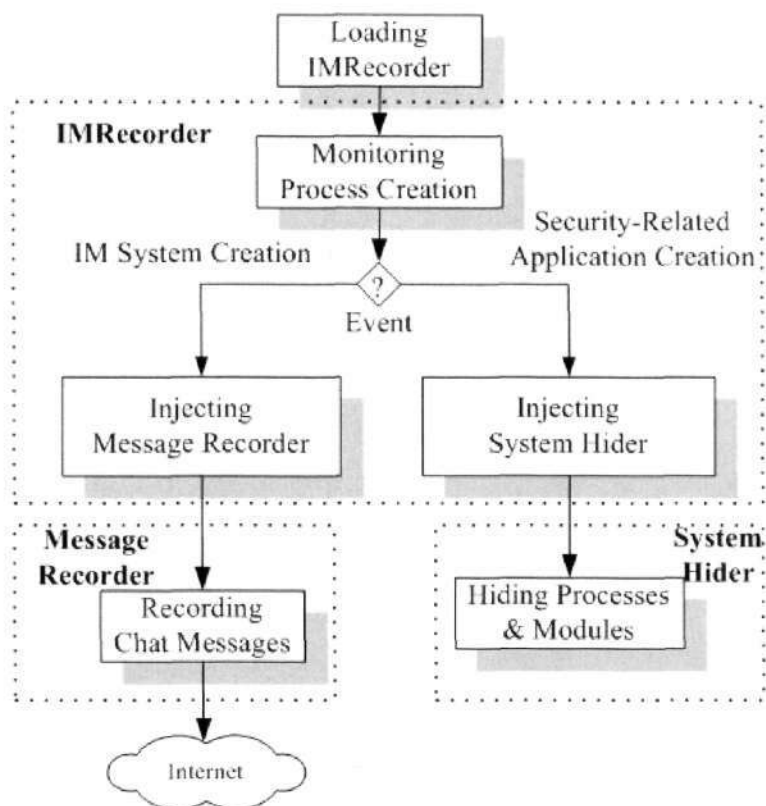 Loading
IMRecorder
IMRecorder
Monitoring
Process Creation
IM System Creation
Security-Related
Application Creation
?
Event
Injecting
Message Recorder
Injecting
System Hider
Message
Recorder
System
Hider
Recording
Chat Messages
Hiding Processes
& Modules
Internet